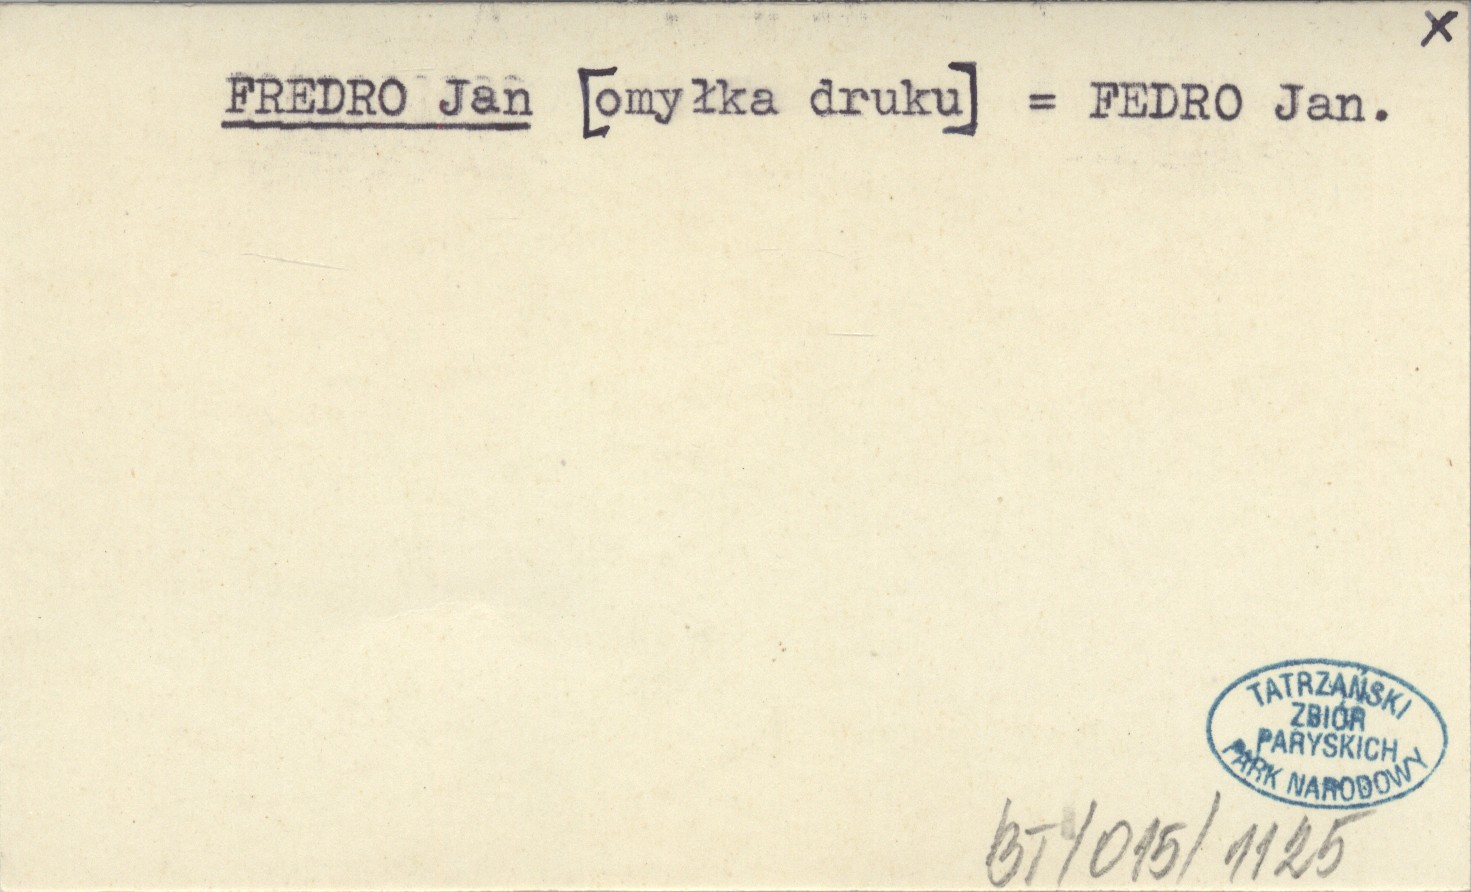 x
FREDRO Jan [omyłka druku] = FEDRO Jan.
TATRZAŃSKI
ZBIÓR
PARYSKICH
PARK NARODOWY
BT/015/1125